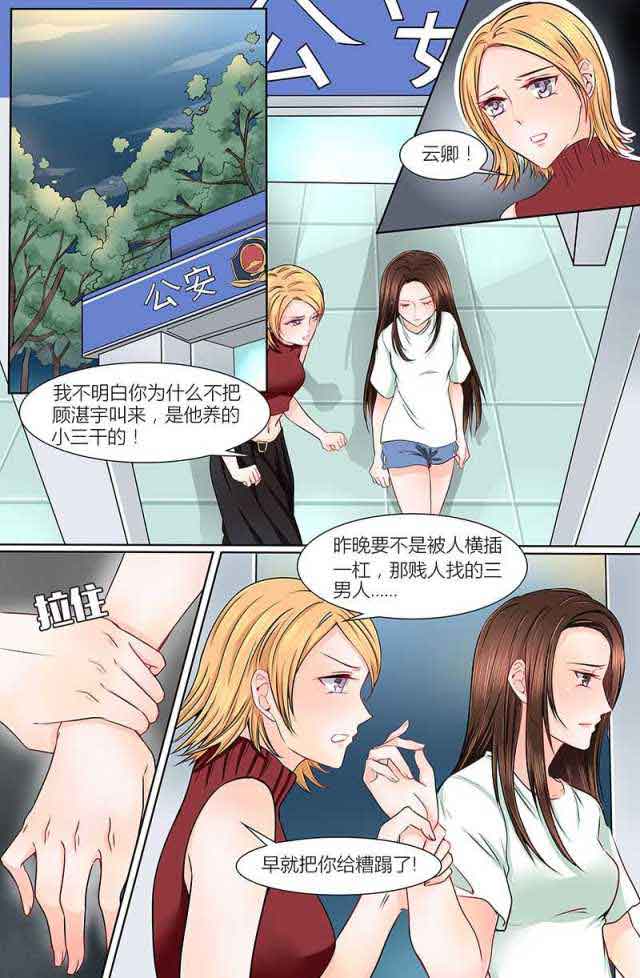 公安
公安
云卿！
我不明白你为什么不把
顾湛宇叫来，是他养的
小三干的！
拉住
昨晚要不是被人横插
一杠，那贱人找的三
男人……
早就把你给糟蹋了!